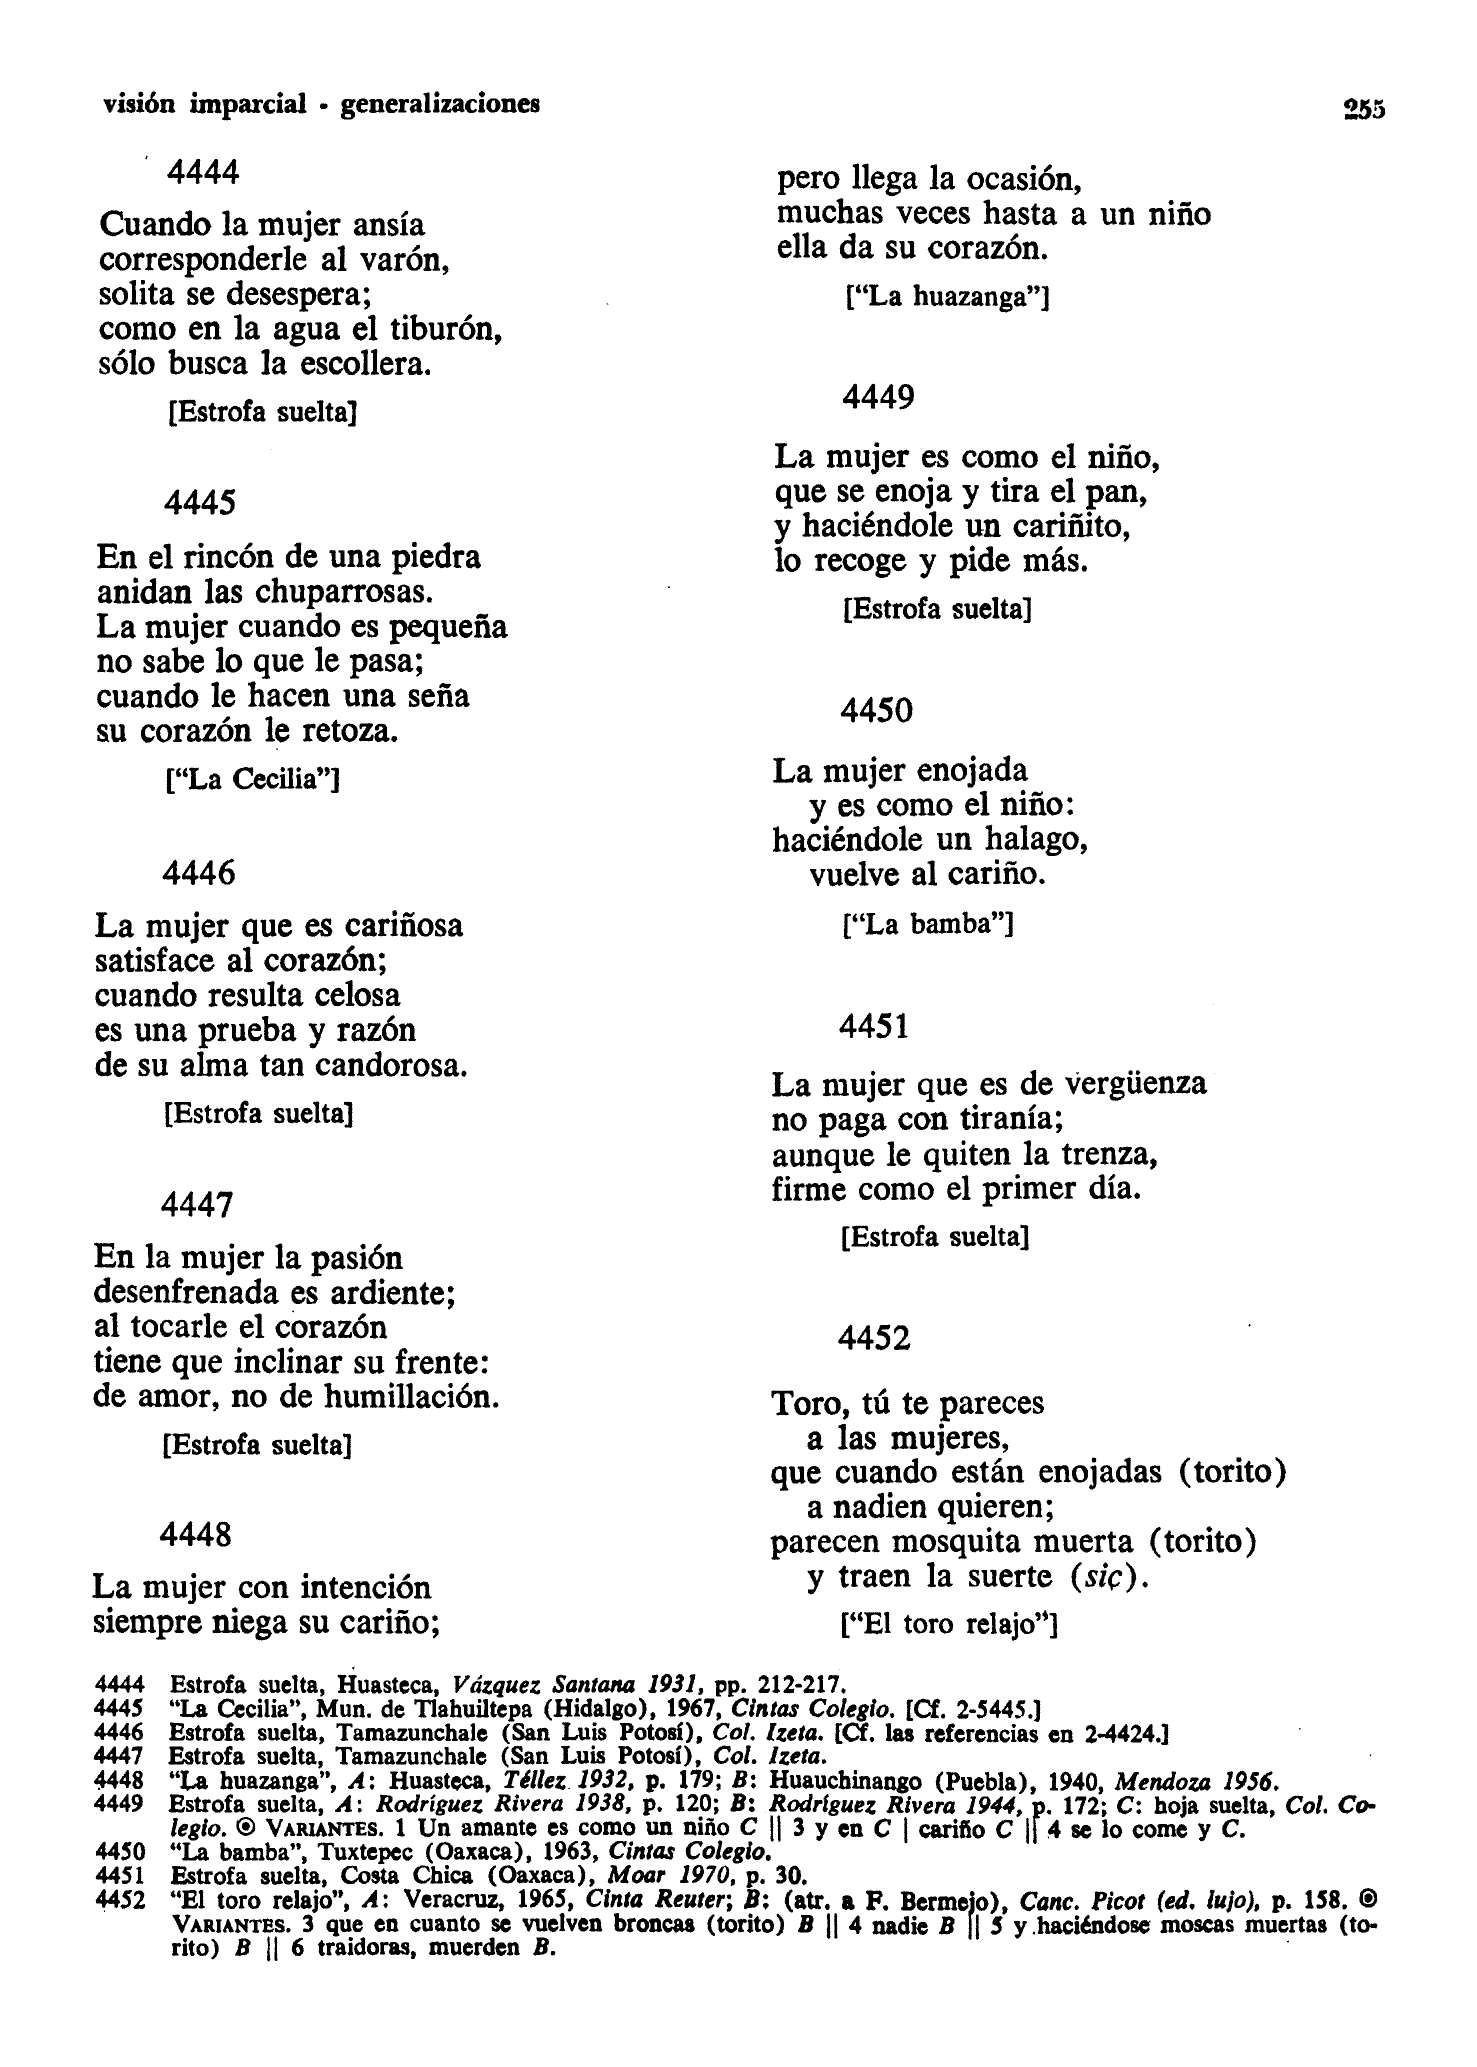 visión imparcial - generalizaciones
255
4444
Cuando la mujer ansía
corresponderle al varón,
solita se desespera;
como en la agua el tiburón,
sólo busca la escollera.
[Estrofa suelta]
4445
En el rincón de una piedra
anidan las chuparrosas.
La mujer cuando es pequeña
no sabe lo que le pasa;
cuando le hacen una seña
su corazón le retoza.
["La Cecilia"]
4446
La mujer que es cariñosa
satisface al corazón;
cuando resulta celosa
es una prueba y razón
de su alma tan candorosa.
[Estrofa suelta]
4447
En la mujer la pasión
desenfrenada es ardiente;
al tocarle el corazón
tiene que inclinar su frente:
de amor, no de humillación.
[Estrofa suelta]
4448
La mujer con intención
siempre niega su cariño;
pero llega la ocasión,
muchas veces hasta a un niño
ella da su corazón.
["La huazanga"]
4449
La mujer es como el niño,
que se enoja y tira el pan,
y haciéndole un cariñito,
lo recoge y pide más.
[Estrofa suelta]
4450
La mujer enojada
y es como el niño:
haciéndole un halago,
vuelve al cariño.
["La bamba"]
4451
La mujer que es de vergüenza
no paga con tiranía;
aunque le quiten la trenza,
firme como el primer día.
[Estrofa suelta]
4452
Toro, tú te pareces
a las mujeres,
que cuando están enojadas (torito)
a nadien quieren;
parecen mosquita muerta (torito)
y traen la suerte (sic).
["El toro relajo"]
4444 Estrofa suelta, Huasteca, Vázquez Santana 1931, pp. 212-217.
4445 "La Cecilia", Mun. de Tlahuiltepa (Hidalgo), 1967, Cintas Colegio. [Cf. 2-5445.]
4446 Estrofa suelta, Tamazunchale (San Luis Potosí), Col. Izeta. [Cf. las referencias en 2-4424.]
4447 Estrofa suelta, Tamazunchale (San Luis Potosí), Col. Izeta.
4448 "La huazanga", A: Huasteca, Téllez 1932, p. 179; B: Huauchinango (Puebla), 1940, Mendoza 1956.
4449 Estrofa suelta, A: Rodríguez Rivera 1938, p. 120; B: Rodríguez Rivera 1944, p. 172; C: hoja suelta, Col. Co-
legio. ® VARIANTES. 1 Un amante es como un niño C || 3 y en C | cariño C || 4 se lo come y C.
4450 "La bamba", Tuxtepec (Oaxaca), 1963, Cintas Colegio.
4451 Estrofa suelta, Costa Chica (Oaxaca), Moar 1970, p. 30.
4452 "El toro relajo", A: Veracruz, 1965, Cinta Reuter; B: (atr. a F. Bermejo), Canc. Picot (ed. lujo), p. 158. ®
VARIANTES. 3 que en cuanto se vuelven broncas (torito) B || 4 nadie B || 5 y haciéndose moscas muertas (to-
rito) B || 6 traidoras, muerden B.